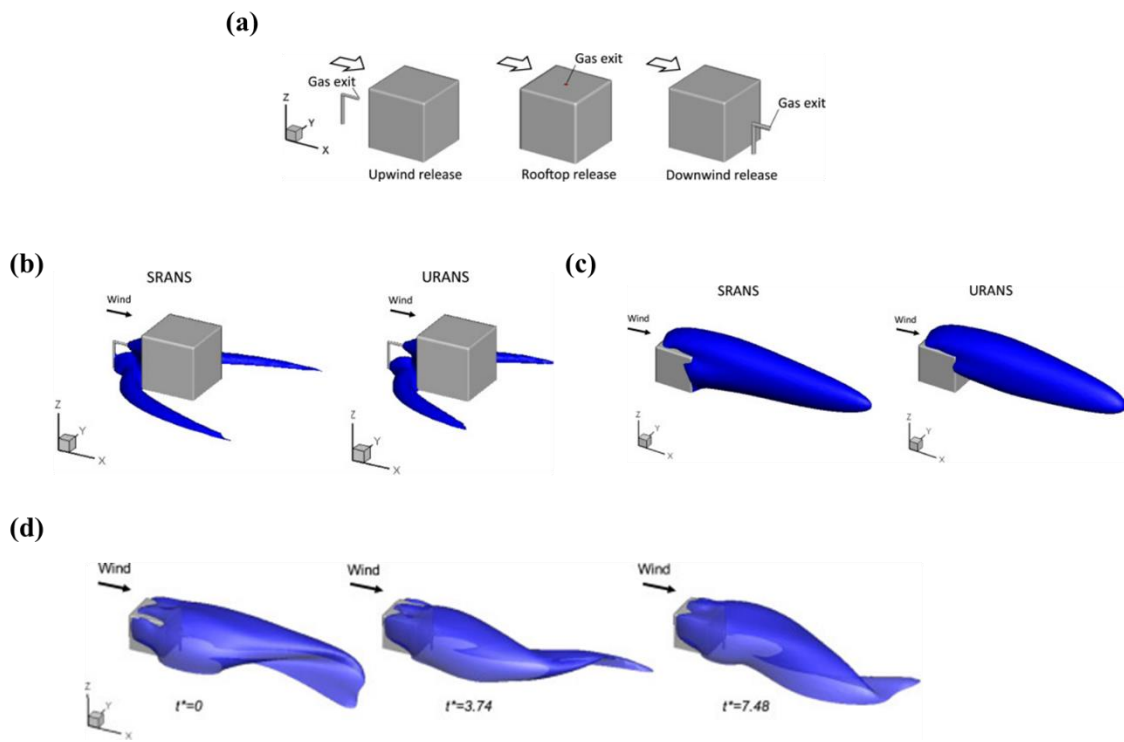 (a)
Gas exit
Gas exit
Gas exit
Z
Y
X
Upwind release
Rooftop release
Downwind release
(b)
SRANS
URANS
Wind
Wind
Z
Y
X
Z
Y
X
(c)
SRANS
URANS
Wind
Wind
Z
Y
X
Z
Y
X
(d)
Wind
Wind
Wind
Z
Y
X
t*=0
t*=3.74
t*=7.48